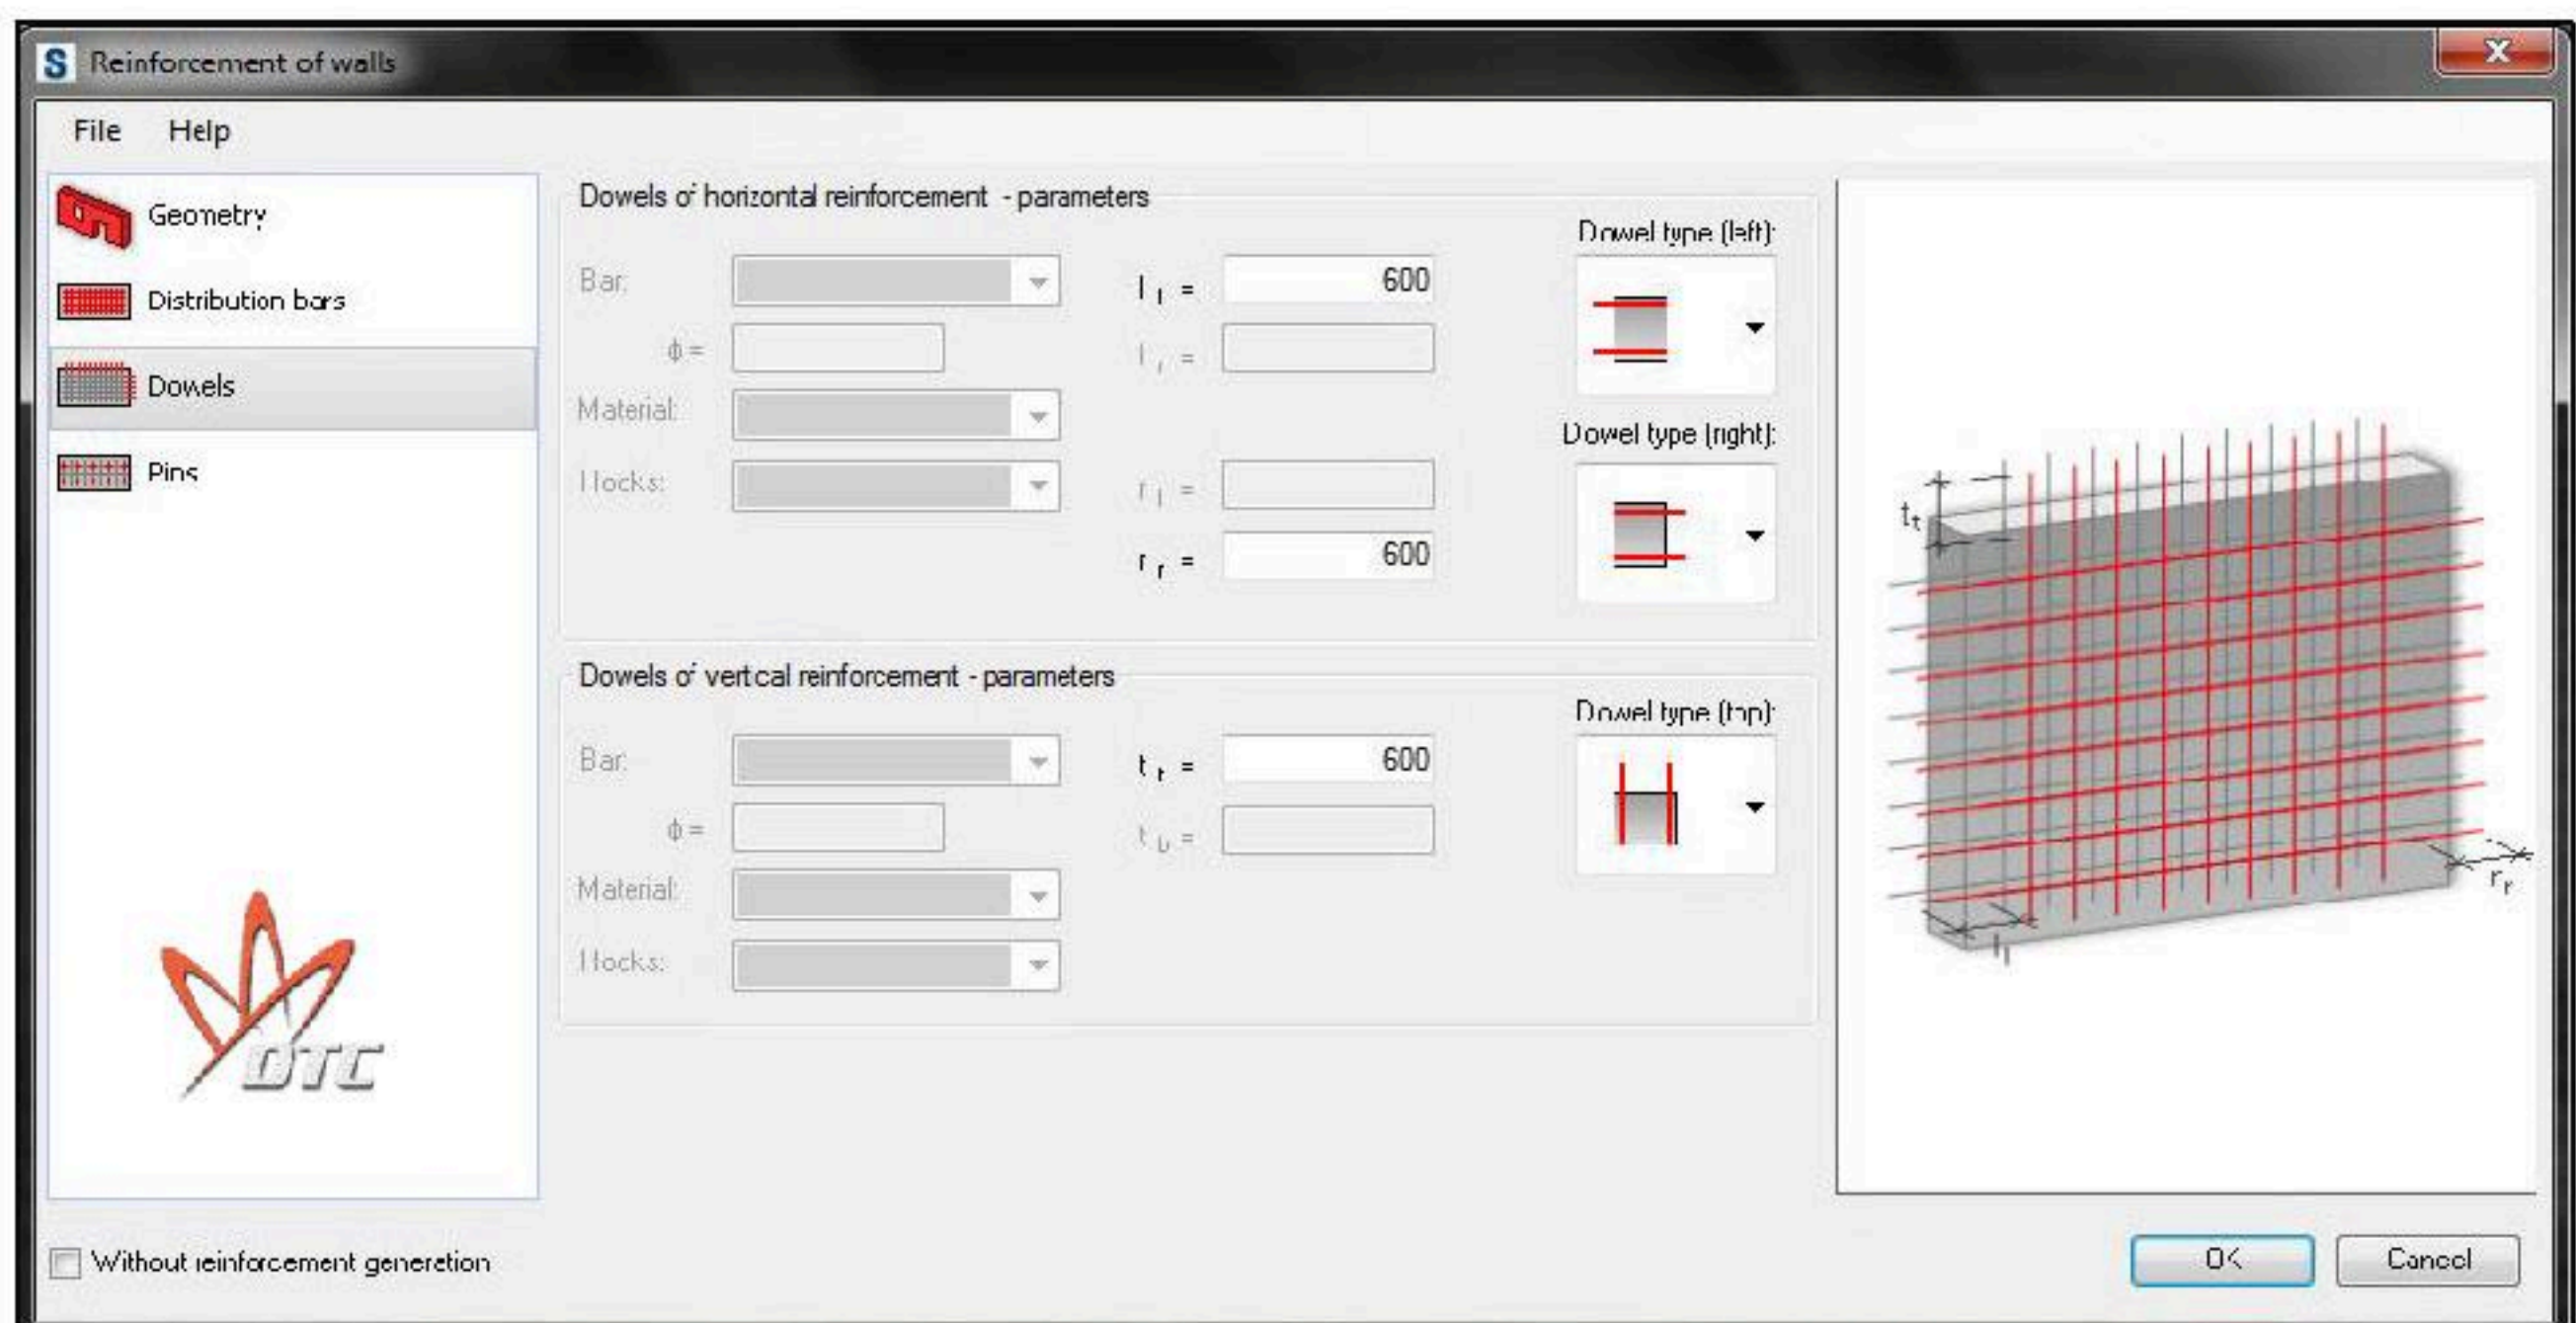 S Reinforcement of walls
File Help
Geometry
Distribution bars
Dowels
Pins
DTC
Dowels of horizontal reinforcement - parameters
Bar:
ϕ =
Material:
Hooks:
l l = 600
l r =
r l =
r r = 600
Dowel type (left):
Dowel type (right):
Dowels of vertical reinforcement - parameters
Bar:
ϕ =
Material:
Hooks:
t t = 600
t b =
Dowel type (top):
t t
l l
r r
Without reinforcement generation
OK
Cancel